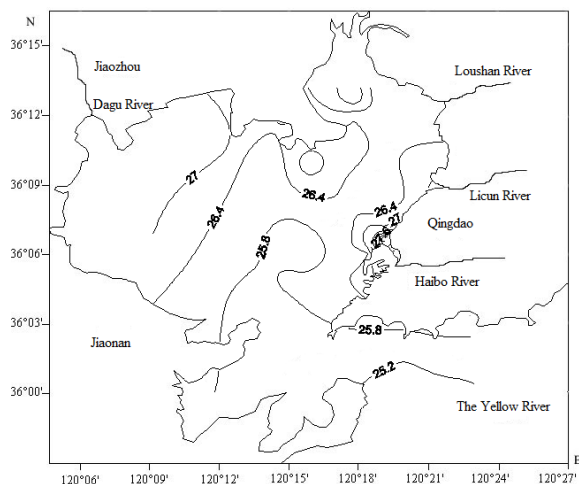 N
36°15'
Jiaozhou
Loushan River
36°12'
Dagu River
36°09'
27
26.4
26.4
Licun River
26.4
27
27.6
Qingdao
36°06'
25.8
Haibo River
36°03'
25.8
Jiaonan
25.2
36°00'
The Yellow River
E
120°06' 120°09' 120°12' 120°15' 120°18' 120°21' 120°24' 120°27'